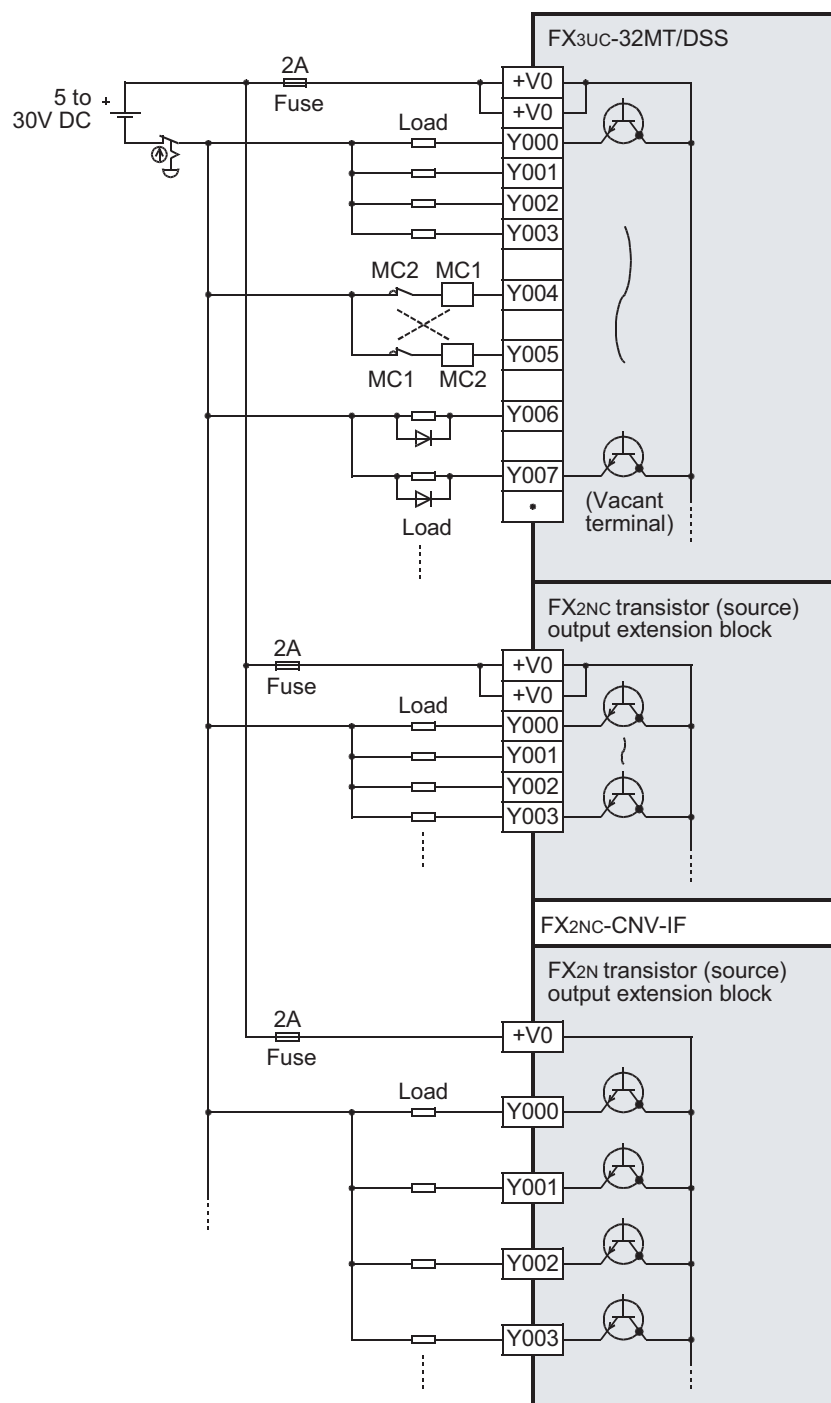 FX3UC-32MT/DSS
2A
Fuse
5 to
30V DC
+
+V0
+V0
Load
Y000
Y001
Y002
Y003
MC2 MC1
Y004
Y005
MC1 MC2
Y006
Y007
Load
(Vacant
terminal)
FX2NC transistor (source)
output extension block
2A
Fuse
+V0
+V0
Load
Y000
Y001
Y002
Y003
FX2NC-CNV-IF
FX2N transistor (source)
output extension block
2A
Fuse
+V0
Load
Y000
Y001
Y002
Y003